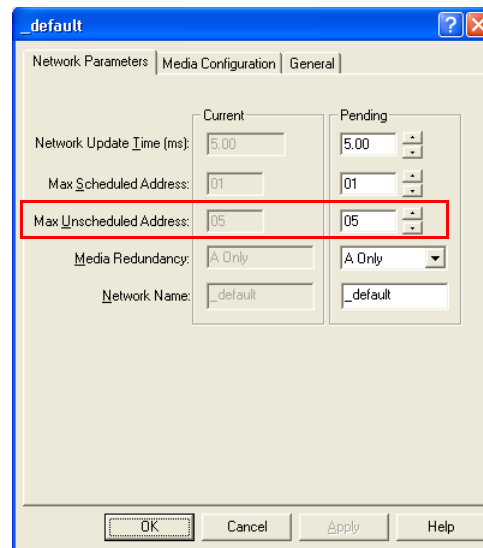 _default
Network Parameters Media Configuration General
Current Pending
Network Update Time (ms): 5.00 5.00
Max Scheduled Address: 01 01
Max Unscheduled Address: 05 05
Media Redundancy: A Only A Only
Network Name: _default _default
OK Cancel Apply Help